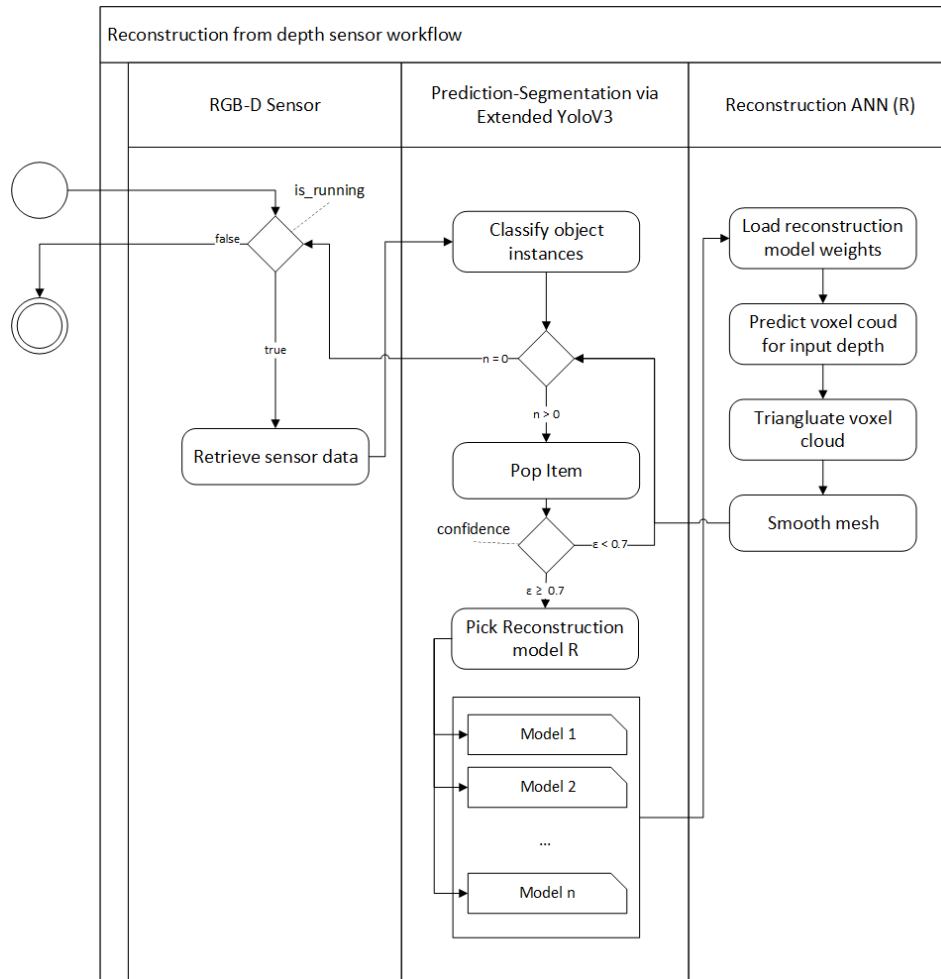 Reconstruction from depth sensor workflow
RGB-D Sensor
Prediction-Segmentation via
Extended YoloV3
Reconstruction ANN (R)
is_running
false
true
Retrieve sensor data
Classify object
instances
n = 0
n > 0
Pop Item
confidence
ε < 0.7
ε ≥ 0.7
Pick Reconstruction
model R
Model 1
Model 2
...
Model n
Load reconstruction
model weights
Predict voxel coud
for input depth
Triangluate voxel
cloud
Smooth mesh